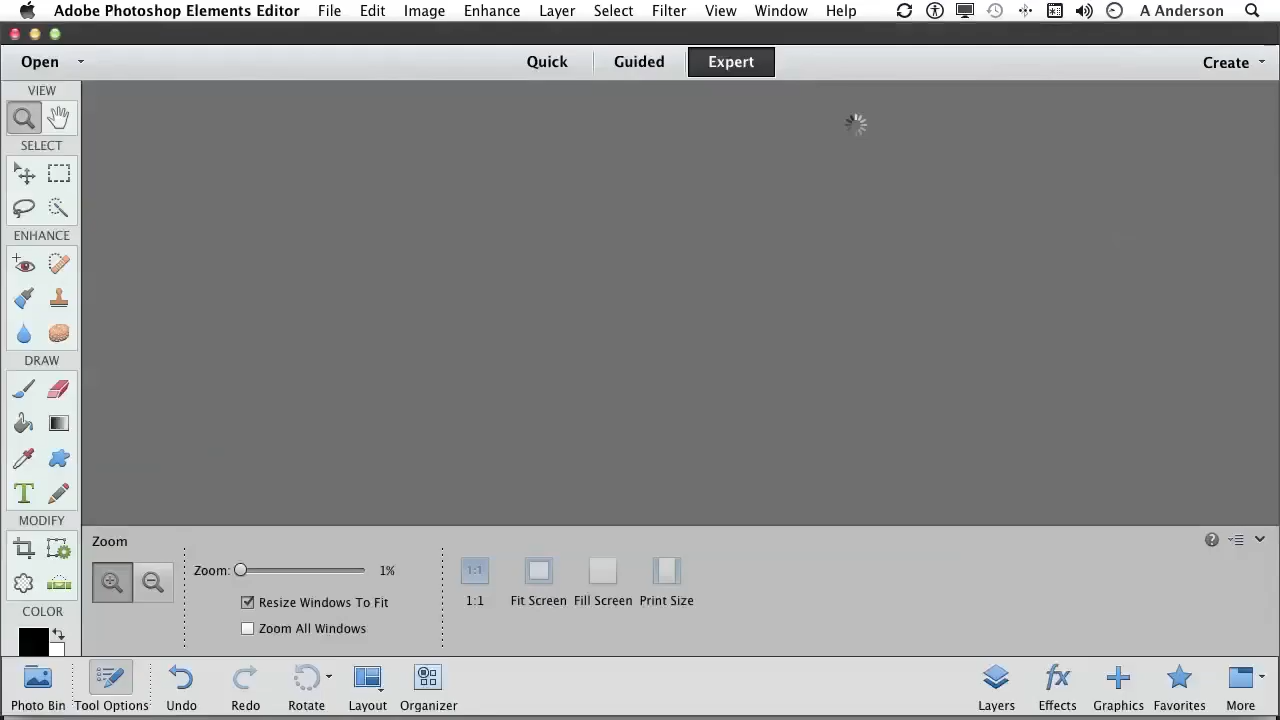 Adobe Photoshop Elements Editor File Edit Image Enhance Layer Select Filter View Window Help A Anderson
Open Quick Guided Expert Create
VIEW
SELECT
ENHANCE
DRAW
T
MODIFY
COLOR
Zoom
?
Zoom: 1% 1:1
1:1 Fit Screen Fill Screen Print Size
Resize Windows To Fit
Zoom All Windows
fx
Photo Bin Tool Options Undo Redo Rotate Layout Organizer Layers Effects Graphics Favorites More